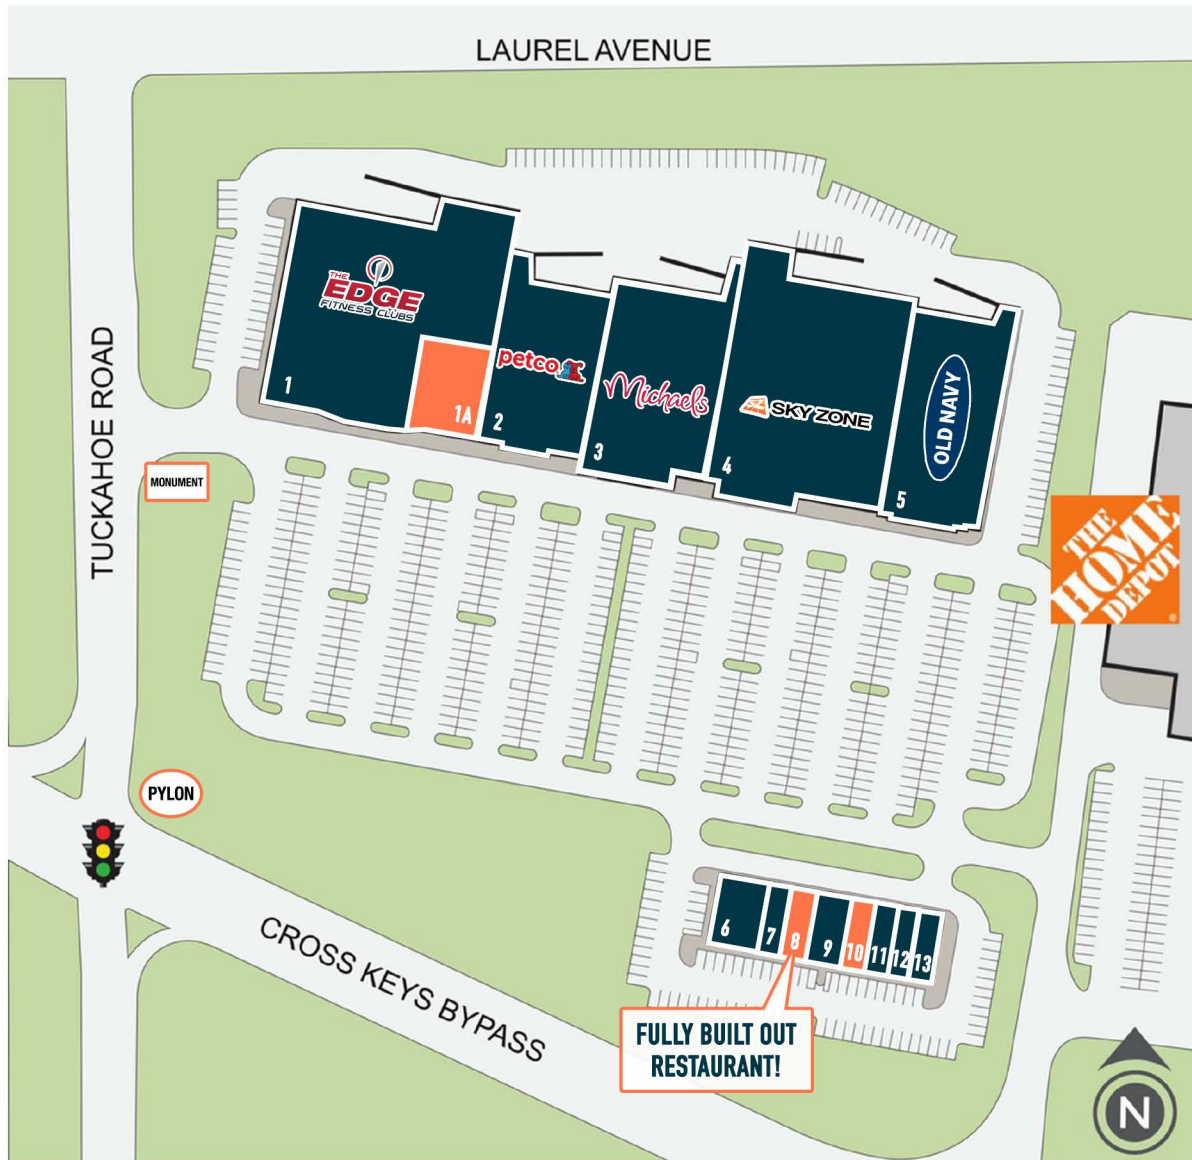 LAUREL AVENUE
THE
EDGE
FITNESS CLUBS
1
1A
petco
2
Michaels
3
SKY ZONE
4
OLD NAVY
5
TUCKAHOE ROAD
MONUMENT
THE
HOME
DEPOT
®
PYLON
CROSS KEYS BYPASS
6
7
8
9
10
11
12
13
FULLY BUILT OUT
RESTAURANT!
N